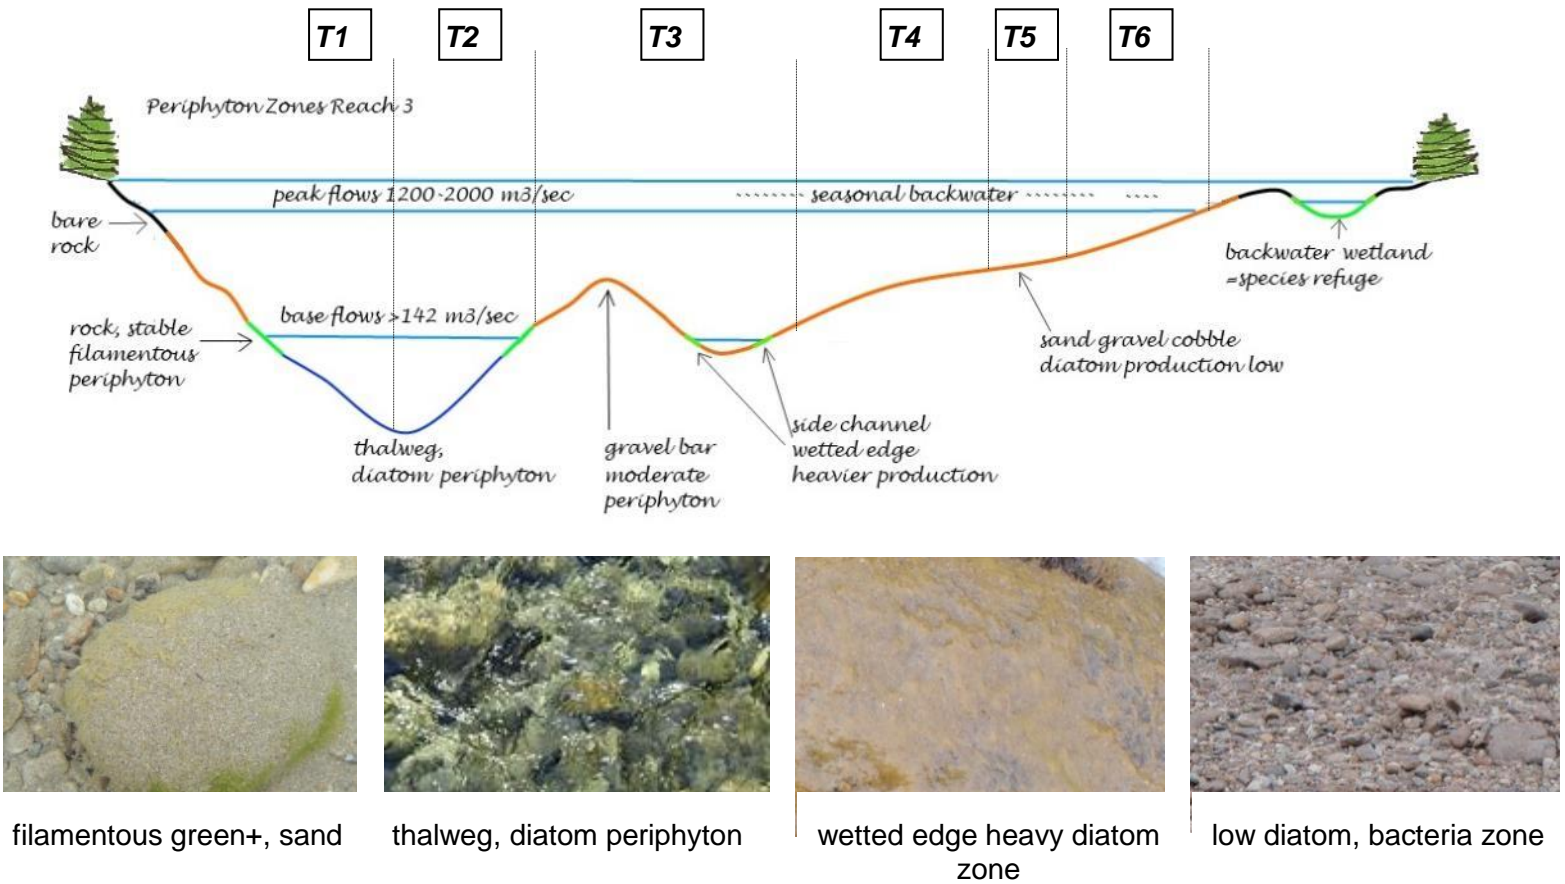 T1
T2
T3
T4
T5
T6
Periphyton Zones Reach 3
peak flows 1200-2000 m3/sec
seasonal backwater
bare
rock
backwater wetland
=species refuge
rock, stable
filamentous
periphyton
base flows >142 m3/sec
sand gravel cobble
diatom production low
thalweg,
diatom periphyton
gravel bar
moderate
periphyton
side channel
wetted edge
heavier production
filamentous green+, sand
thalweg, diatom periphyton
wetted edge heavy diatom
zone
low diatom, bacteria zone